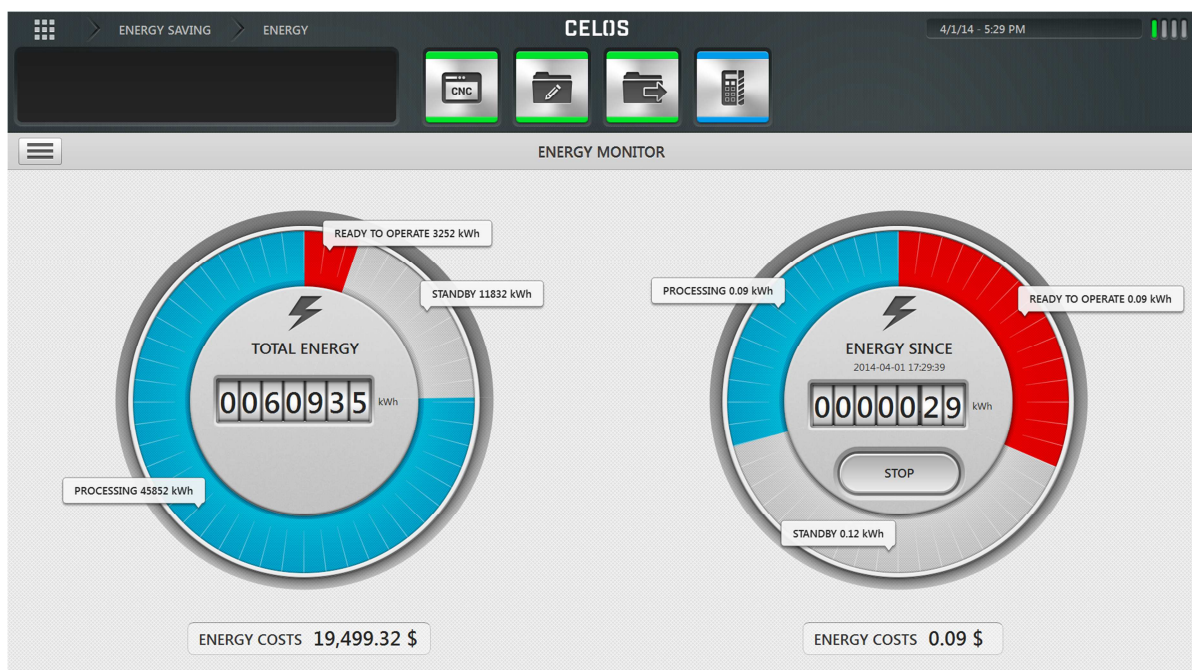 ENERGY SAVING
ENERGY
CELOS
4/1/14 - 5:29 PM
CNC
ENERGY MONITOR
READY TO OPERATE 3252 kWh
STANDBY 11832 kWh
TOTAL ENERGY
0060935 kWh
PROCESSING 45852 kWh
ENERGY COSTS 19,499.32 $
PROCESSING 0.09 kWh
READY TO OPERATE 0.09 kWh
ENERGY SINCE
2014-04-01 17:29:39
0000029 kWh
STOP
STANDBY 0.12 kWh
ENERGY COSTS 0.09 $